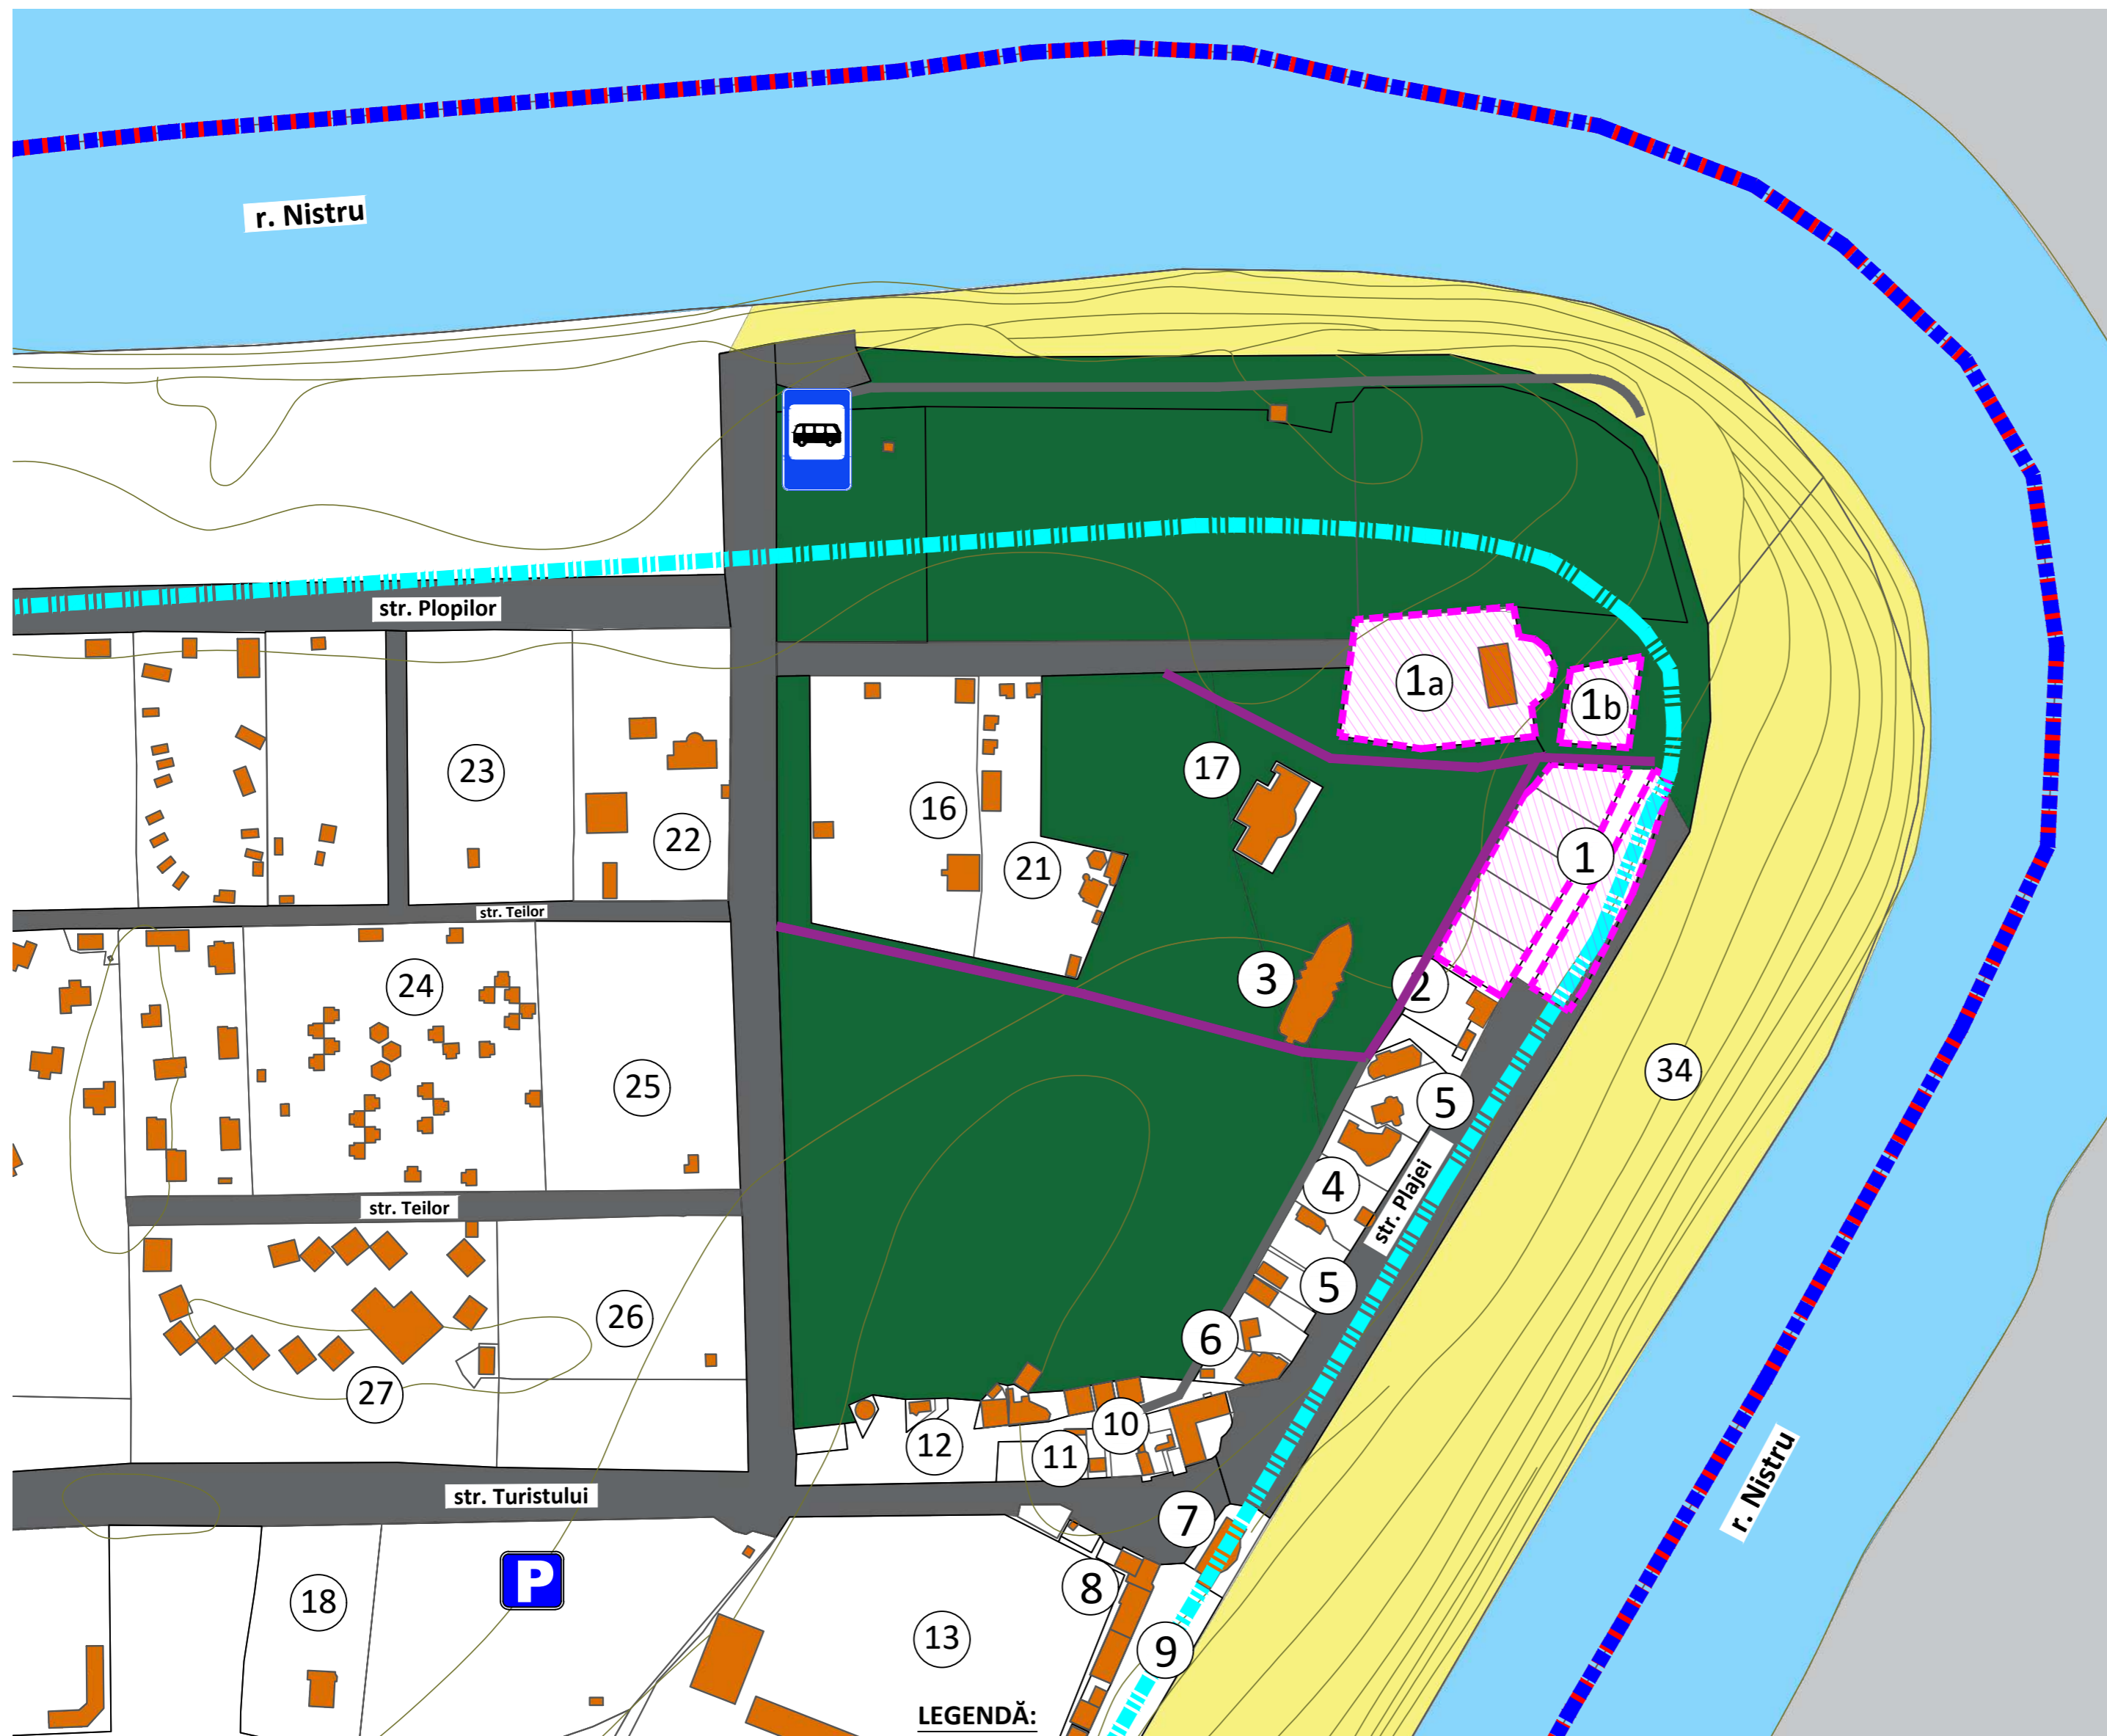 r. Nistru
str. Plopilor
1a
1b
17
23
16
22
21
1
str. Teilor
3
2
24
34
25
5
4
str. Plajei
str. Teilor
5
26
6
27
10
12
11
r. Nistru
str. Turistului
7
P
8
18
13
9
LEGENDĂ: